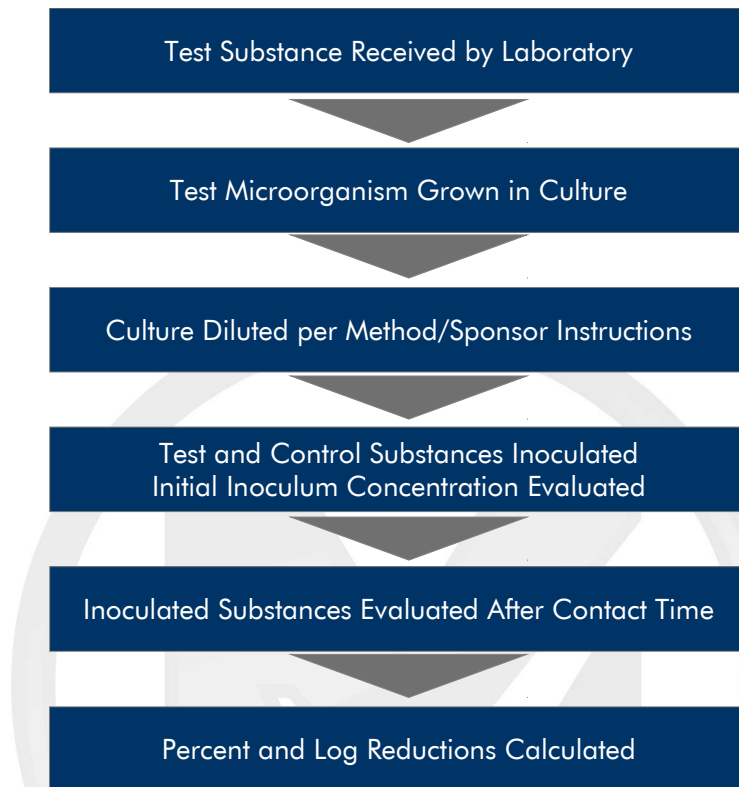 Test Substance Received by Laboratory
Test Microorganism Grown in Culture
Culture Diluted per Method/Sponsor Instructions
Test and Control Substances Inoculated
Initial Inoculum Concentration Evaluated
Inoculated Substances Evaluated After Contact Time
Percent and Log Reductions Calculated